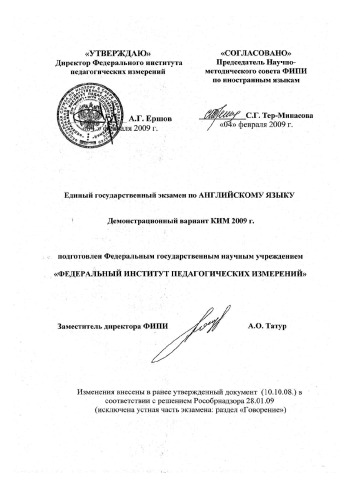 «УТВЕРЖДАЮ»
Директор Федерального института
педагогических измерений
А.Г. Ершов
февраля 2009 г.
«СОГЛАСОВАНО»
Председатель Научно-
методического совета ФИПИ
по иностранным языкам
С.Г. Тер-Минасова
«04» февраля 2009 г.
Единый государственный экзамен по АНГЛИЙСКОМУ ЯЗЫКУ
Демонстрационный вариант КИМ 2009 г.
подготовлен Федеральным государственным научным учреждением
«ФЕДЕРАЛЬНЫЙ ИНСТИТУТ ПЕДАГОГИЧЕСКИХ ИЗМЕРЕНИЙ»
Заместитель директора ФИПИ
А.О. Татур
Изменения внесены в ранее утвержденный документ (10.10.08.) в
соответствии с решением Рособрнадзора 28.01.09
(исключена устная часть экзамена: раздел «Говорение»)